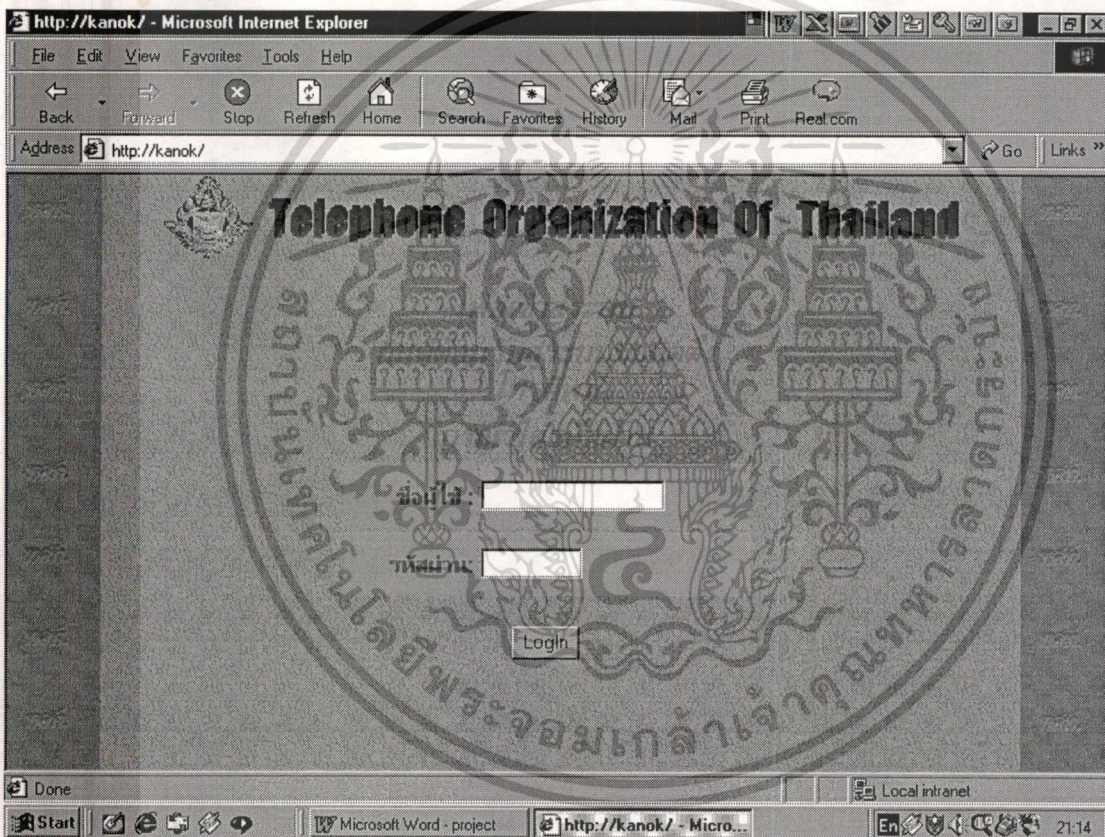 http://kanok/ - Microsoft Internet Explorer
File Edit View Favorites Tools Help
Back Forward Stop Refresh Home Search Favorites History Mail Print Real.com
Address http://kanok/ Go Links »
Telephone Organization Of Thailand
ชื่อผู้ใช้ :
รหัสผ่าน:
LogIn
สถาบันเทคโนโลยีพระจอมเกล้าเจ้าคุณทหารลาดกระบัง
Done Local intranet
Start Microsoft Word - project http://kanok/ - Micro... En 21:14